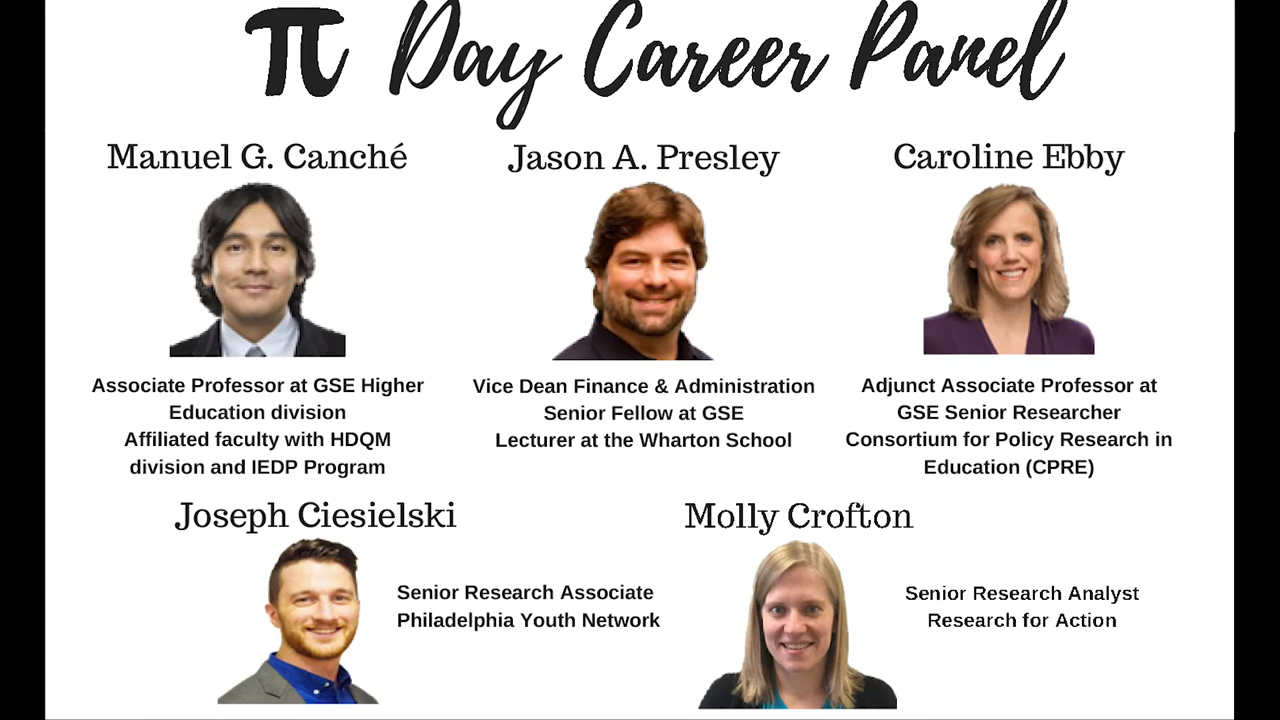 π Day Career Panel
Manuel G. Canché
Jason A. Presley
Caroline Ebby
Associate Professor at GSE Higher
Education division
Affiliated faculty with HDQM
division and IEDP Program
Vice Dean Finance & Administration
Senior Fellow at GSE
Lecturer at the Wharton School
Adjunct Associate Professor at
GSE Senior Researcher
Consortium for Policy Research in
Education (CPRE)
Joseph Ciesielski
Senior Research Associate
Philadelphia Youth Network
Molly Crofton
Senior Research Analyst
Research for Action